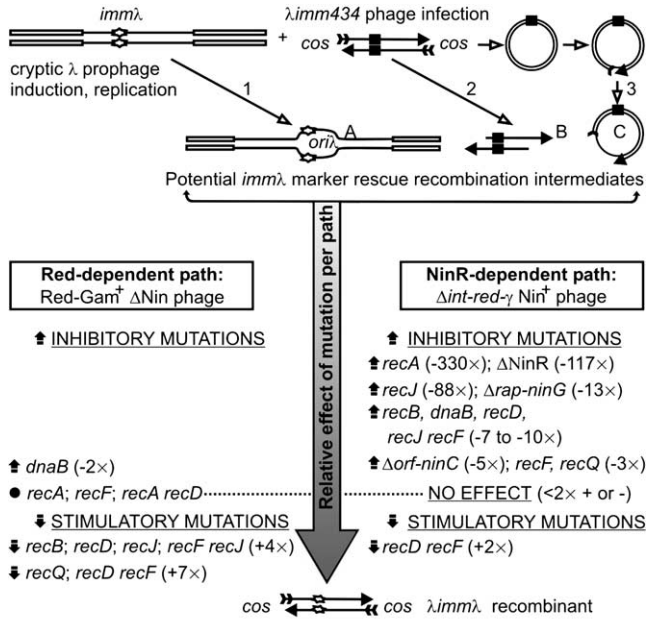 immλ
λimm434 phage infection
+
cos
cos
cryptic λ prophage
induction, replication
1
2
3
A
oriλ
B
C
Potential immλ marker rescue recombination intermediates
Relative effect of mutation per path
Red-dependent path:
Red-Gam+ ΔNin phage
INHIBITORY MUTATIONS
dnaB (-2×)
recA; recF; recA recD
STIMULATORY MUTATIONS
recB; recD; recJ; recF recJ (+4×)
recQ; recD recF (+7×)
NinR-dependent path:
Δint-red-γ Nin+ phage
INHIBITORY MUTATIONS
recA (-330×); ΔNinR (-117×)
recJ (-88×); Δrap-ninG (-13×)
recB, dnaB, recD,
recJ recF (-7 to -10×)
Δorf-ninC (-5×); recF, recQ (-3×)
NO EFFECT (<2× + or -)
STIMULATORY MUTATIONS
recD recF (+2×)
cos
cos
λimmλ recombinant